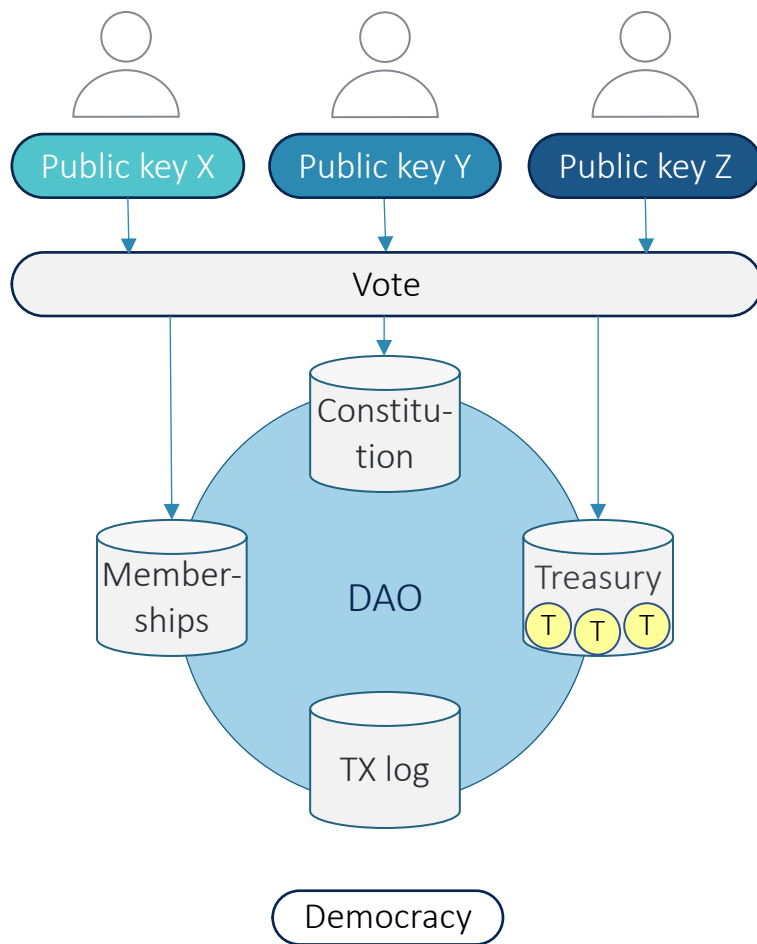 Public key X
Public key Y
Public key Z
Vote
Constitu-
tion
Member-
ships
DAO
Treasury
T
T
T
TX log
Democracy